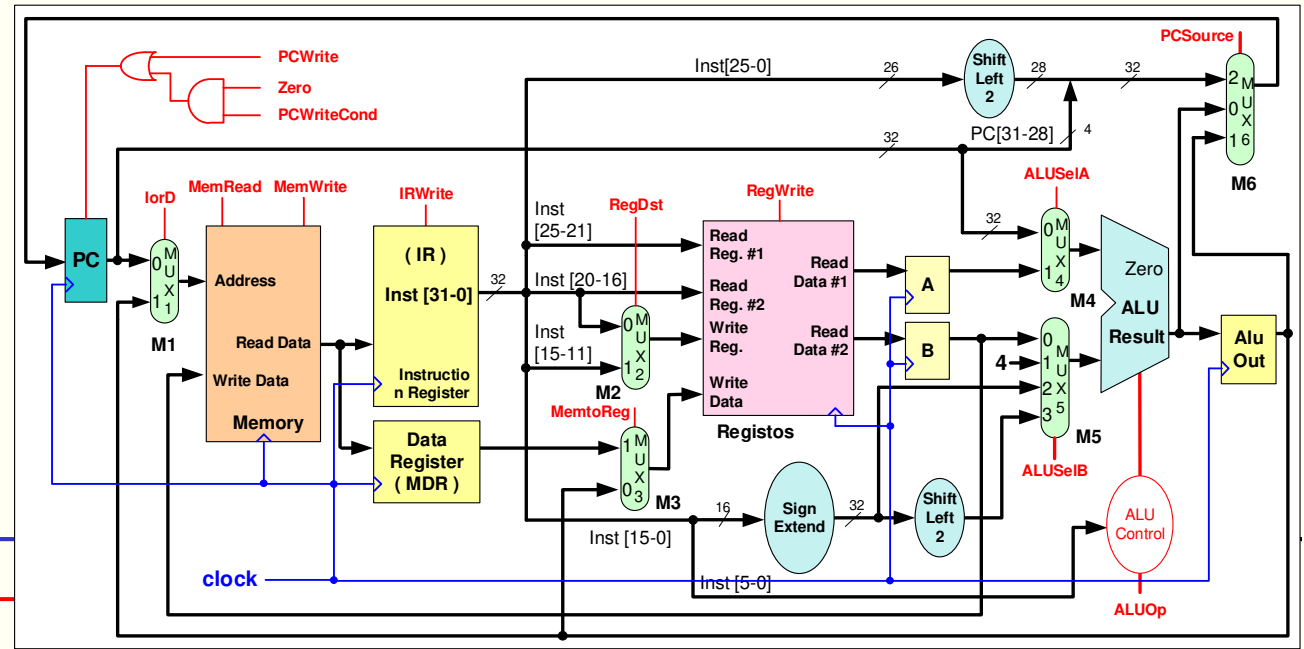 PCWrite
Zero
PCWriteCond
PCSource
Inst[25-0]
26
Shift
Left
2
28
32
2
0
1
M
U
X
6
M6
32
PC[31-28]
4
IorD
MemRead
MemWrite
IRWrite
RegDst
RegWrite
ALUSelA
PC
0
1
M
U
X
1
M1
Address
Read Data
Write Data
Memory
( IR )
Inst [31-0]
Instructio
n Register
32
Data
Register
( MDR )
Inst
[25-21]
Inst [20-16]
Inst
[15-11]
0
1
M
U
X
2
M2
MemtoReg
1
0
M
U
X
3
M3
Read
Reg. #1
Read
Reg. #2
Write
Reg.
Write
Data
Read
Data #1
Read
Data #2
Registos
A
B
32
0
1
M
U
X
4
M4
4
0
1
2
3
M
U
X
5
M5
ALUSelB
Zero
ALU
Result
Alu
Out
Inst [15-0]
16
Sign
Extend
32
Shift
Left
2
ALU
Control
ALUOp
clock
Inst [5-0]